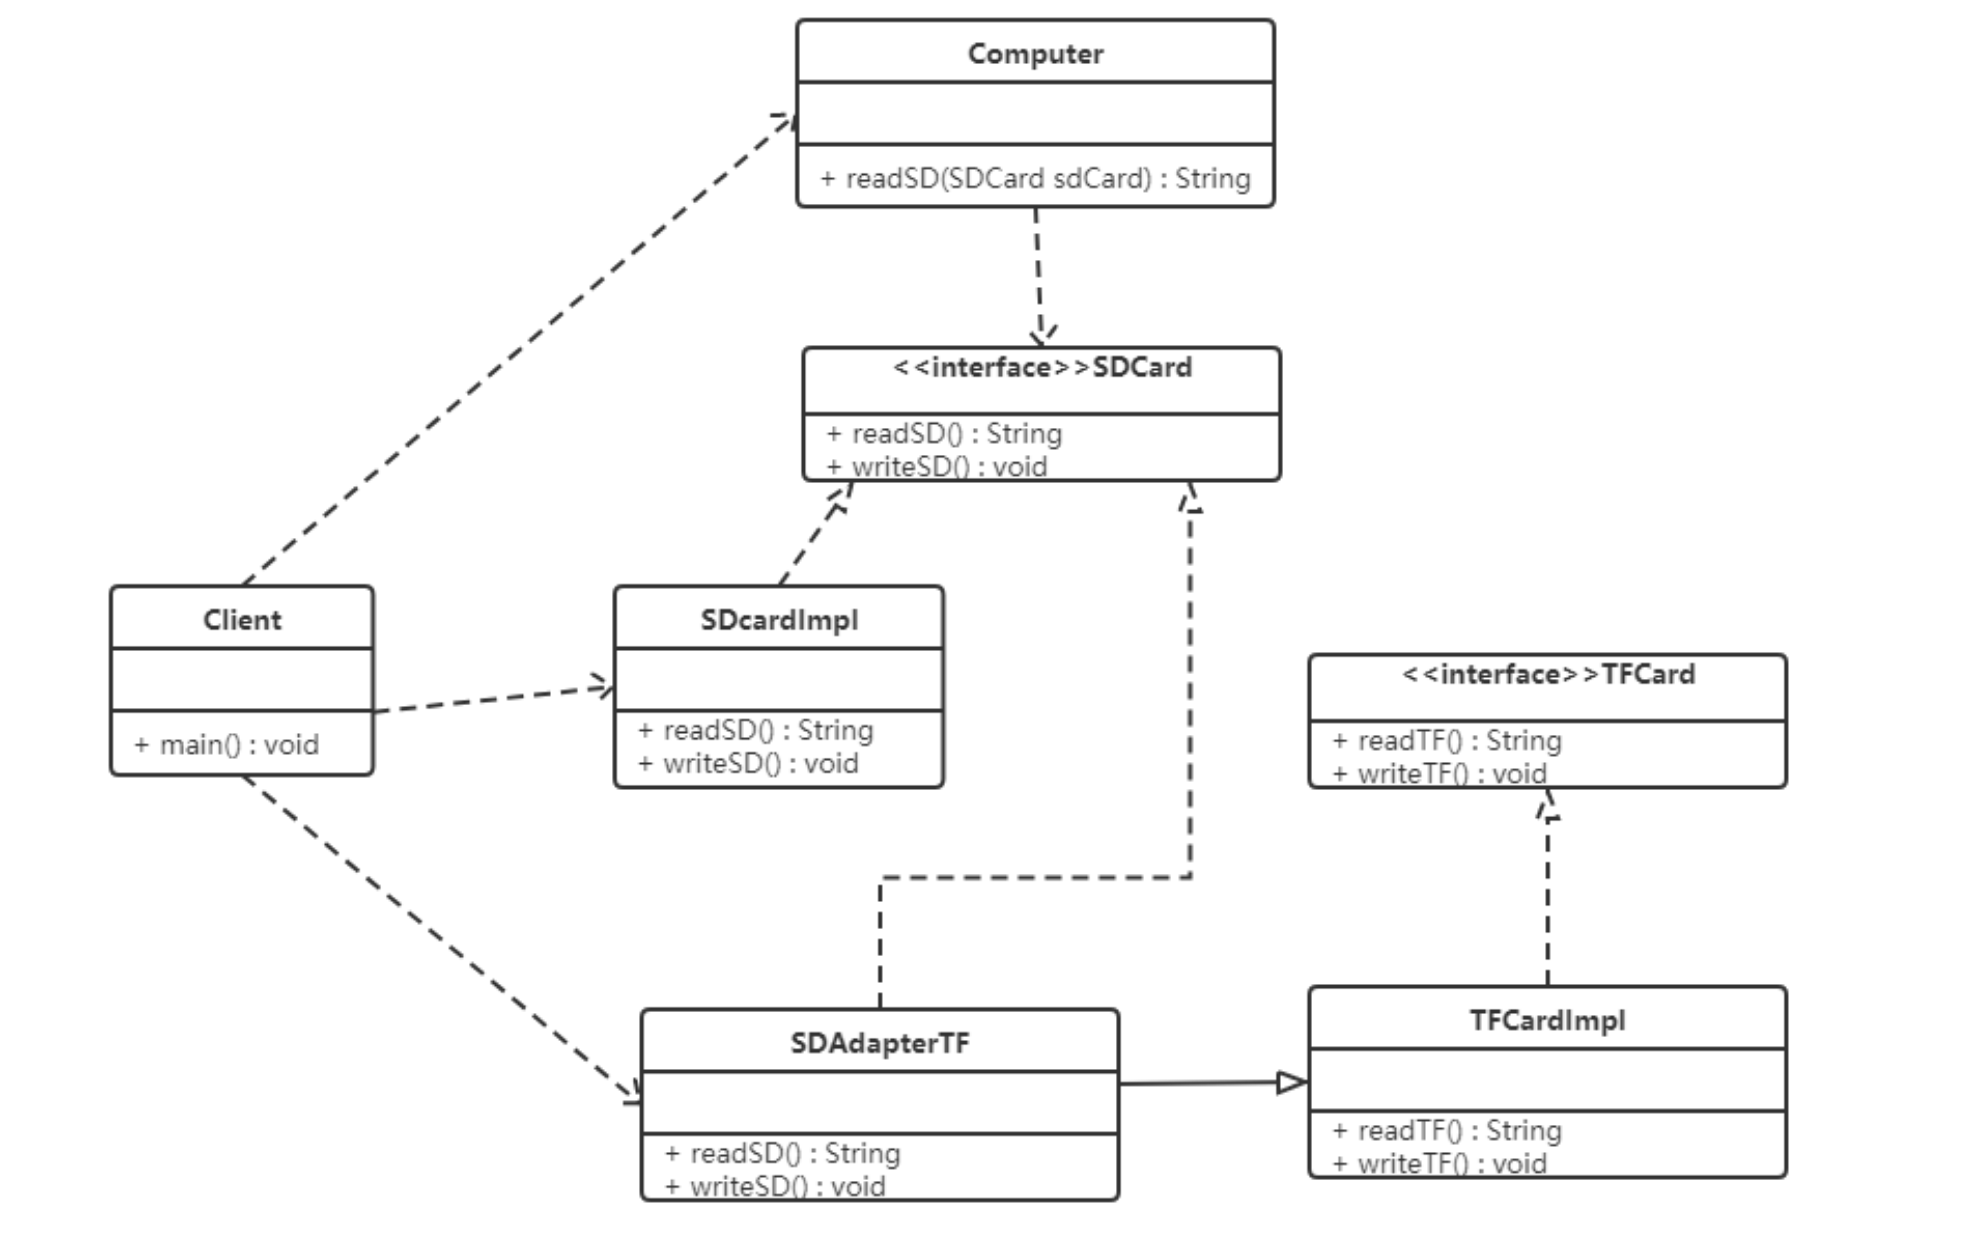 Computer
+ readSD(SDCard sdCard) : String
<<interface>>SDCard
+ readSD() : String
+ writeSD() : void
Client
+ main() : void
SDcardImpl
+ readSD() : String
+ writeSD() : void
<<interface>>TFCard
+ readTF() : String
+ writeTF() : void
SDAdapterTF
+ readSD() : String
+ writeSD() : void
TFCardImpl
+ readTF() : String
+ writeTF() : void